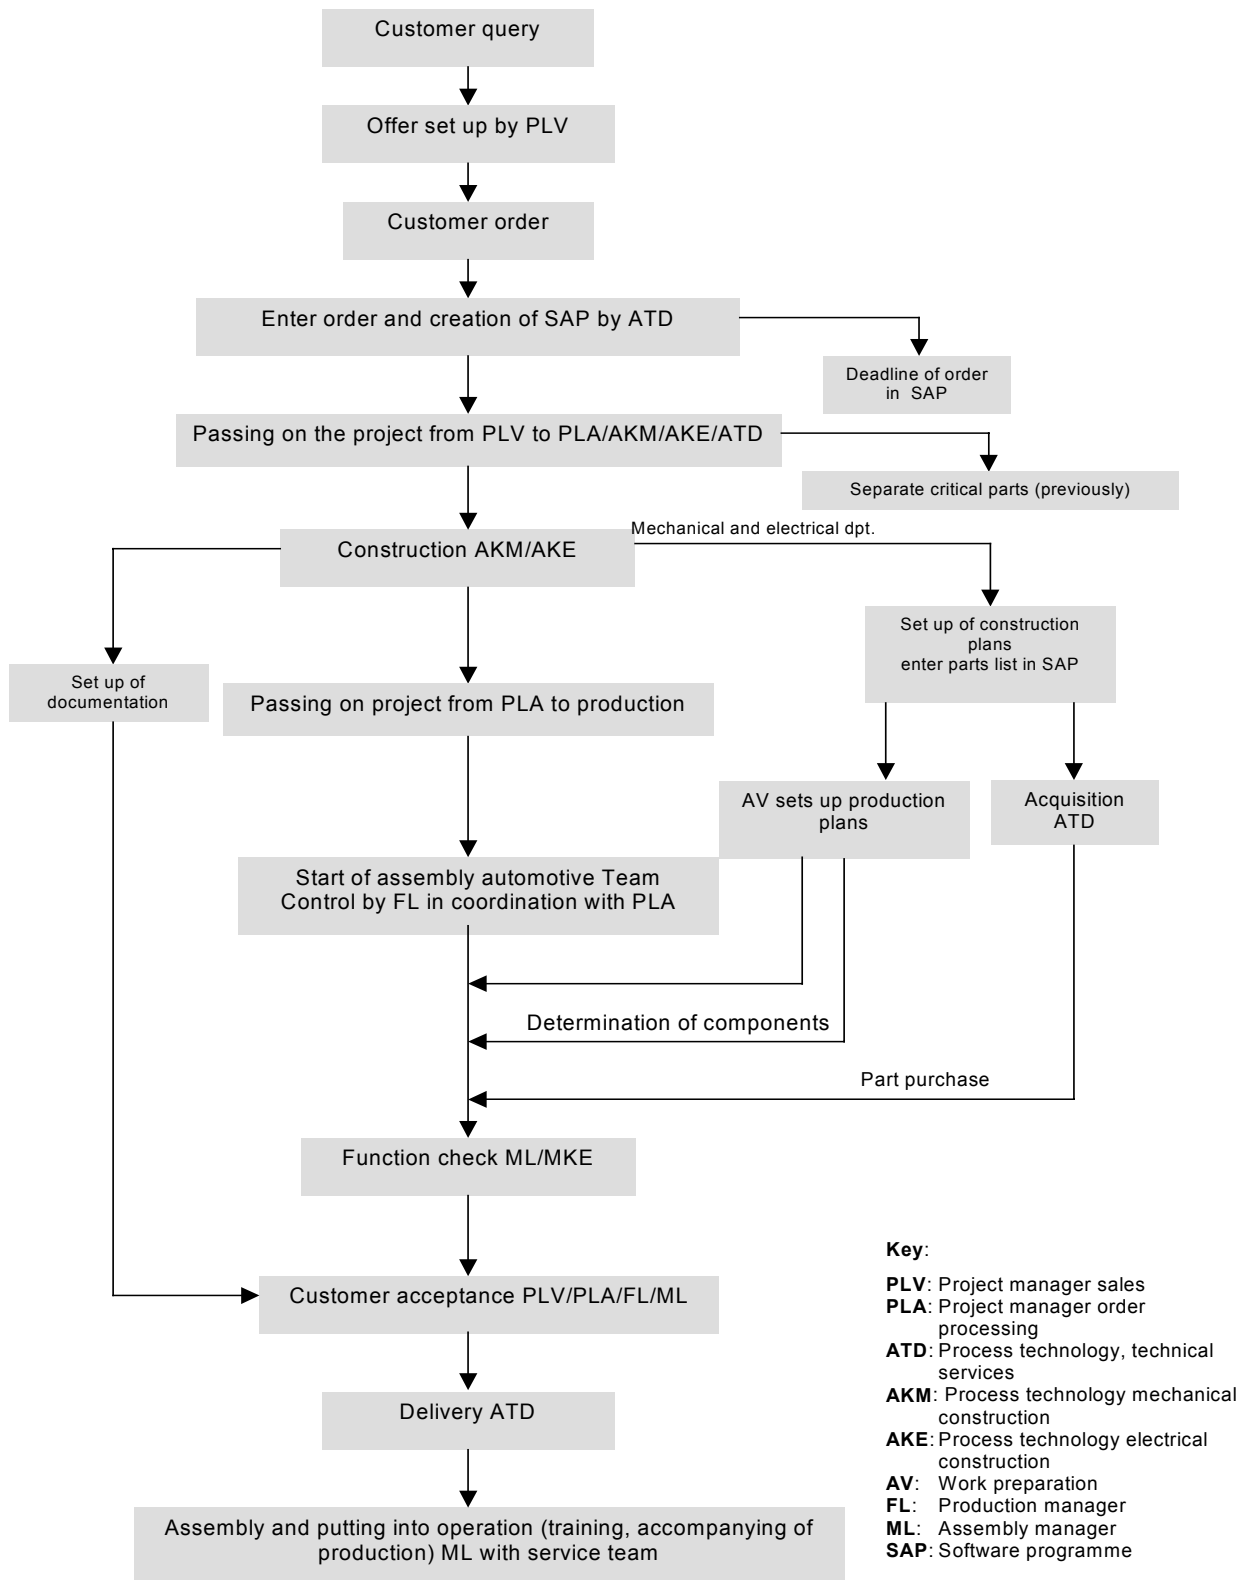 Customer query
Offer set up by PLV
Customer order
Enter order and creation of SAP by ATD
Deadline of order
in SAP
Passing on the project from PLV to PLA/AKM/AKE/ATD
Separate critical parts (previously)
Mechanical and electrical dpt.
Construction AKM/AKE
Set up of construction
plans
enter parts list in SAP
Set up of
documentation
Passing on project from PLA to production
AV sets up production
plans
Acquisition
ATD
Start of assembly automotive Team
Control by FL in coordination with PLA
Determination of components
Part purchase
Function check ML/MKE
Customer acceptance PLV/PLA/FL/ML
Delivery ATD
Assembly and putting into operation (training, accompanying of
production) ML with service team
Key:
PLV: Project manager sales
PLA: Project manager order
processing
ATD: Process technology, technical
services
AKM: Process technology mechanical
construction
AKE: Process technology electrical
construction
AV: Work preparation
FL: Production manager
ML: Assembly manager
SAP: Software programme